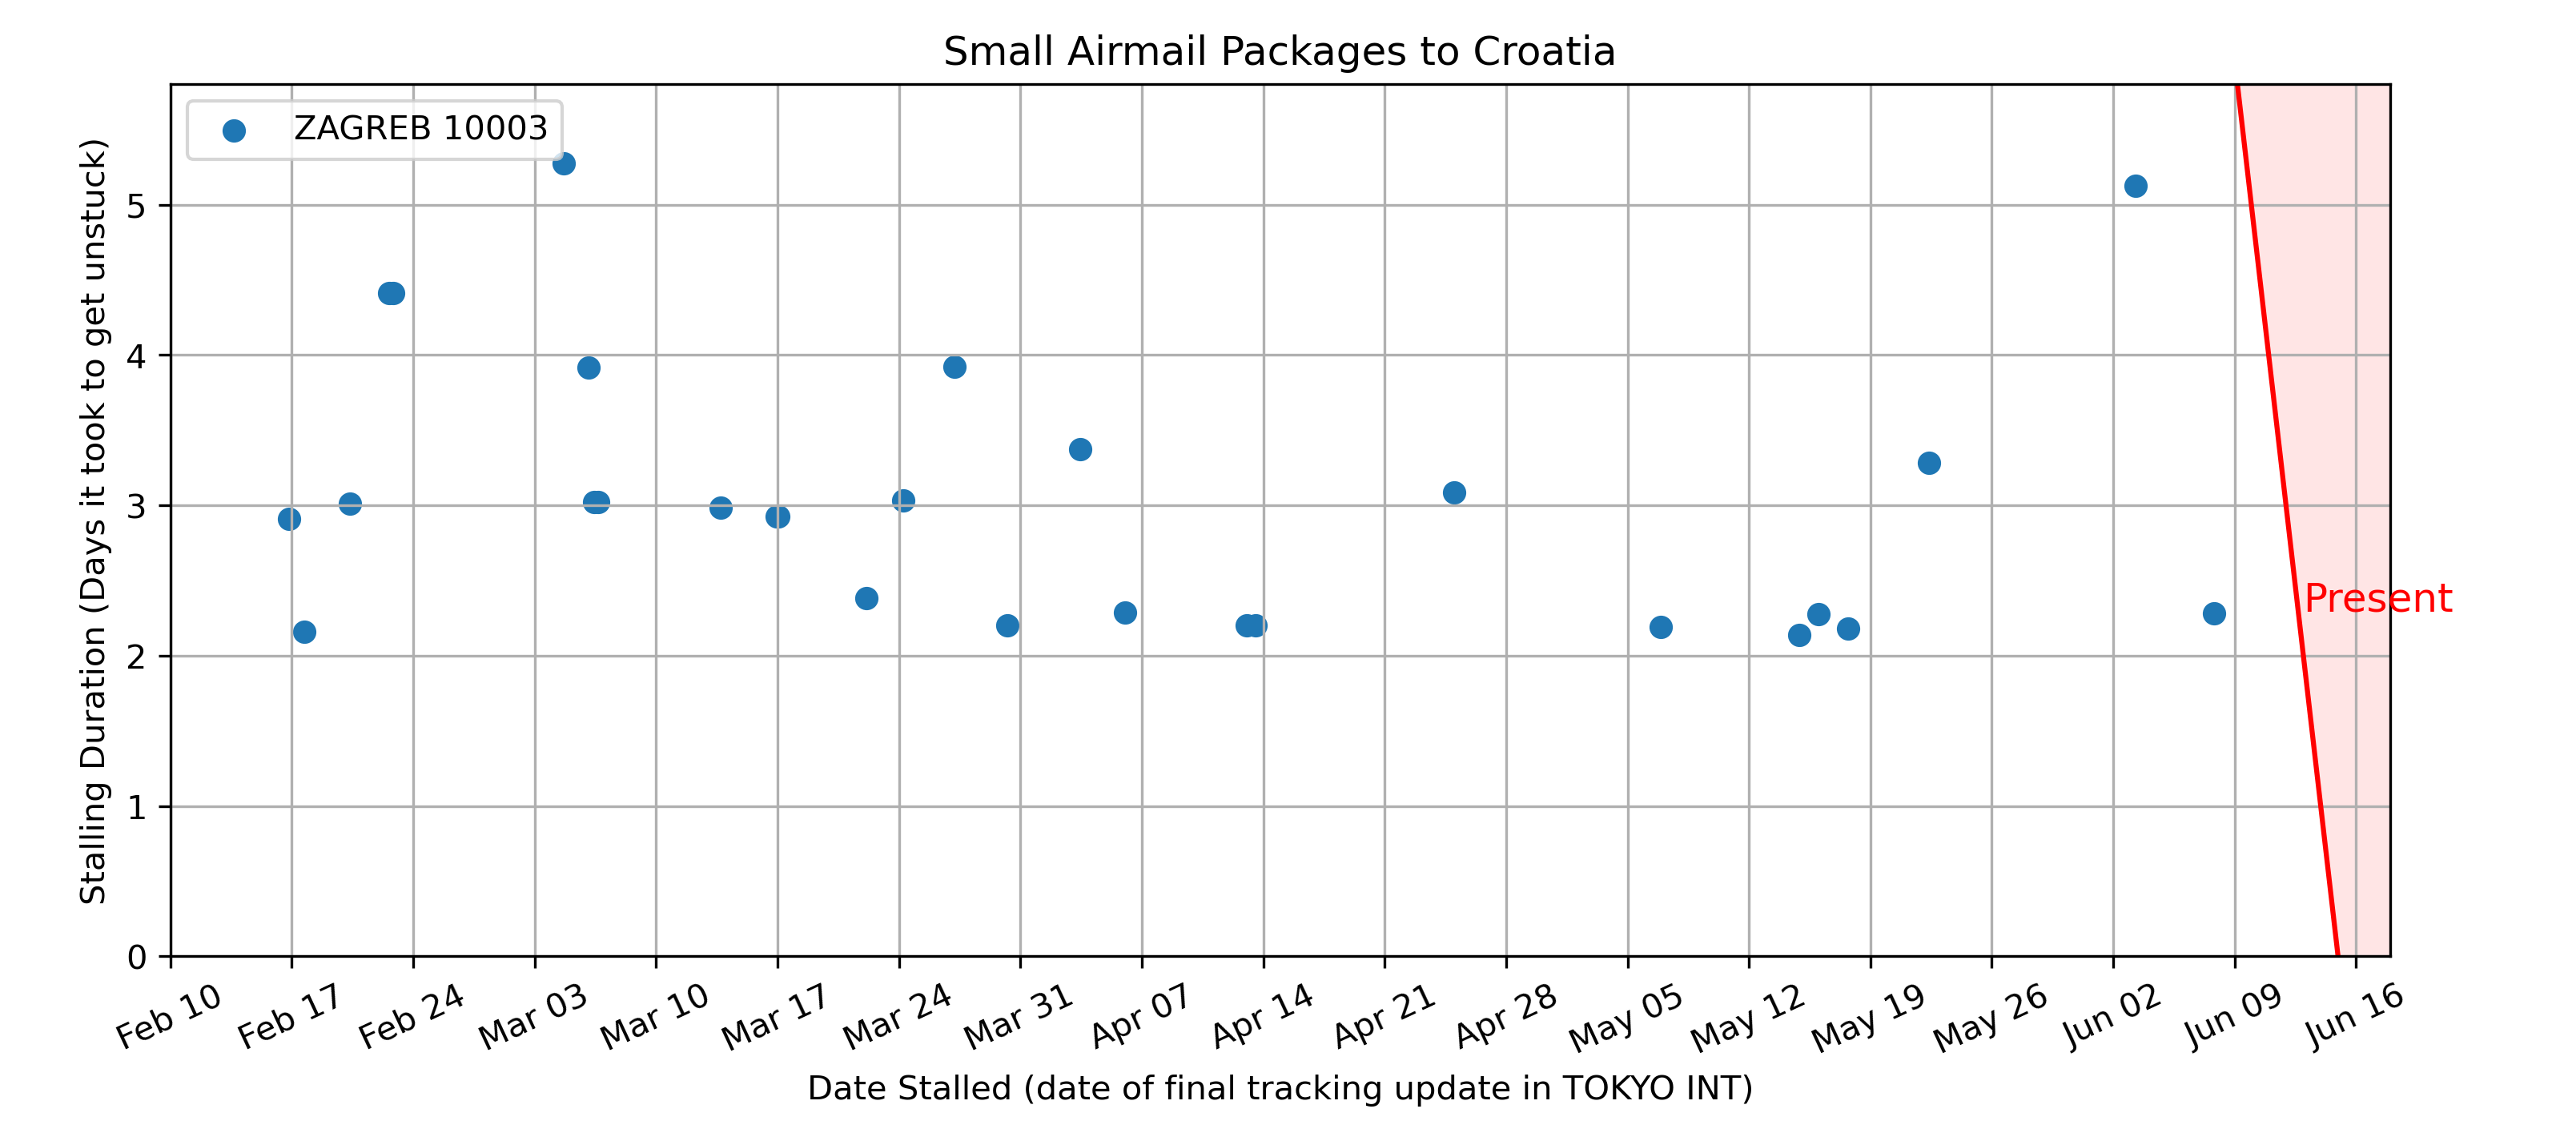 Small Airmail Packages to Croatia
ZAGREB 10003
Stalling Duration (Days it took to get unstuck)
5
4
3
2
1
0
Present
Feb 10
Feb 17
Feb 24
Mar 03
Mar 10
Mar 17
Mar 24
Mar 31
Apr 07
Apr 14
Apr 21
Apr 28
May 05
May 12
May 19
May 26
Jun 02
Jun 09
Jun 16
Date Stalled (date of final tracking update in TOKYO INT)